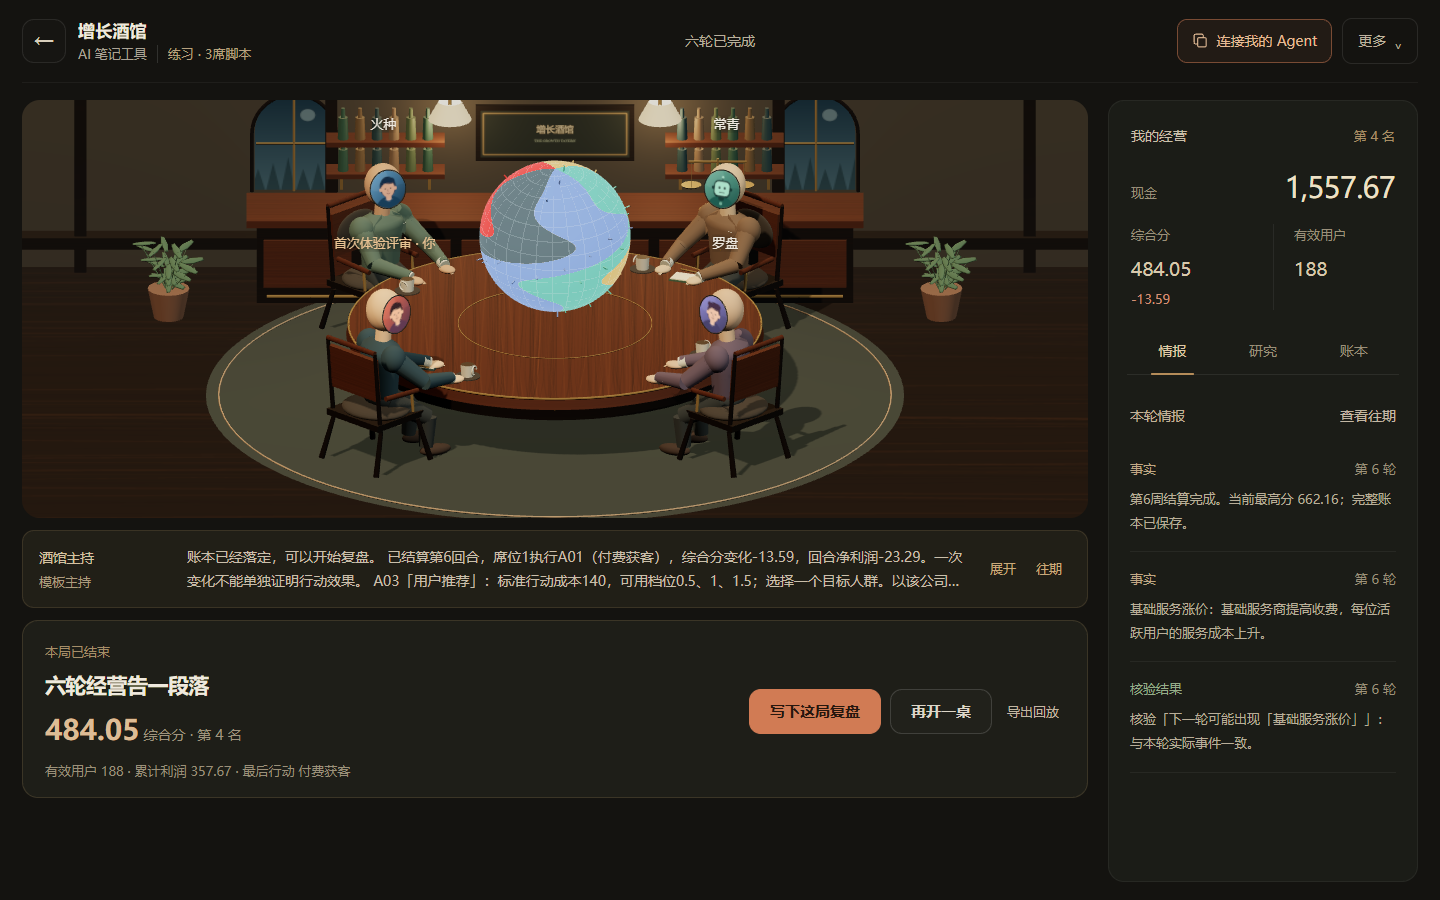 增长酒馆
AI 笔记工具 练习 · 3席脚本
六轮已完成
连接我的 Agent
更多
火种
常青
增长酒馆
首次体验评审 · 你
罗盘
酒馆主持
模板主持
账本已经落定，可以开始复盘。 已结算第6回合，席位1执行A01（付费获客），综合分变化-13.59，回合净利润-23.29。一次
变化不能单独证明行动效果。 A03「用户推荐」：标准行动成本140，可用档位0.5、1、1.5；选择一个目标人群。以该公司...
展开 往期
本局已结束
六轮经营告一段落
484.05 综合分 · 第 4 名
有效用户 188 · 累计利润 357.67 · 最后行动 付费获客
写下这局复盘
再开一桌
导出回放
我的经营 第 4 名
现金 1,557.67
综合分 有效用户
484.05 188
-13.59
情报 研究 账本
本轮情报 查看往期
事实 第 6 轮
第6周结算完成。当前最高分 662.16；完整账
本已保存。
事实 第 6 轮
基础服务涨价：基础服务商提高收费，每位活
跃用户的服务成本上升。
核验结果 第 6 轮
核验「下一轮可能出现「基础服务涨价」」：
与本轮实际事件一致。